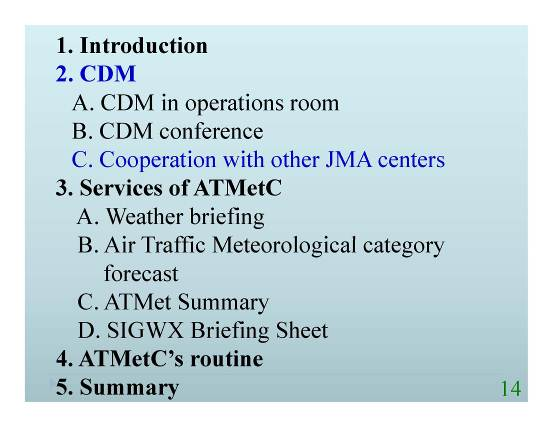 1. Introduction
2. CDM
A. CDM in operations room
B. CDM conference
C. Cooperation with other JMA centers
3. Services of ATMetC
A. Weather briefing
B. Air Traffic Meteorological category
forecast
C. ATMet Summary
D. SIGWX Briefing Sheet
4. ATMetC’s routine
5. Summary
14